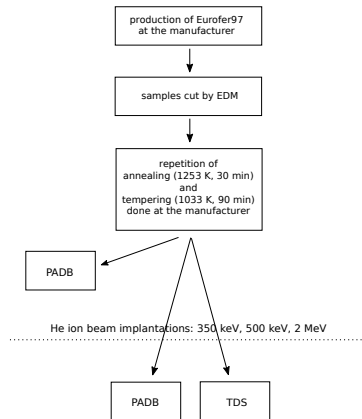 production of Eurofer97
at the manufacturer
samples cut by EDM
repetition of
annealing (1253 K, 30 min)
and
tempering (1033 K, 90 min)
done at the manufacturer
PADB
He ion beam implantations: 350 keV, 500 keV, 2 MeV
PADB
TDS